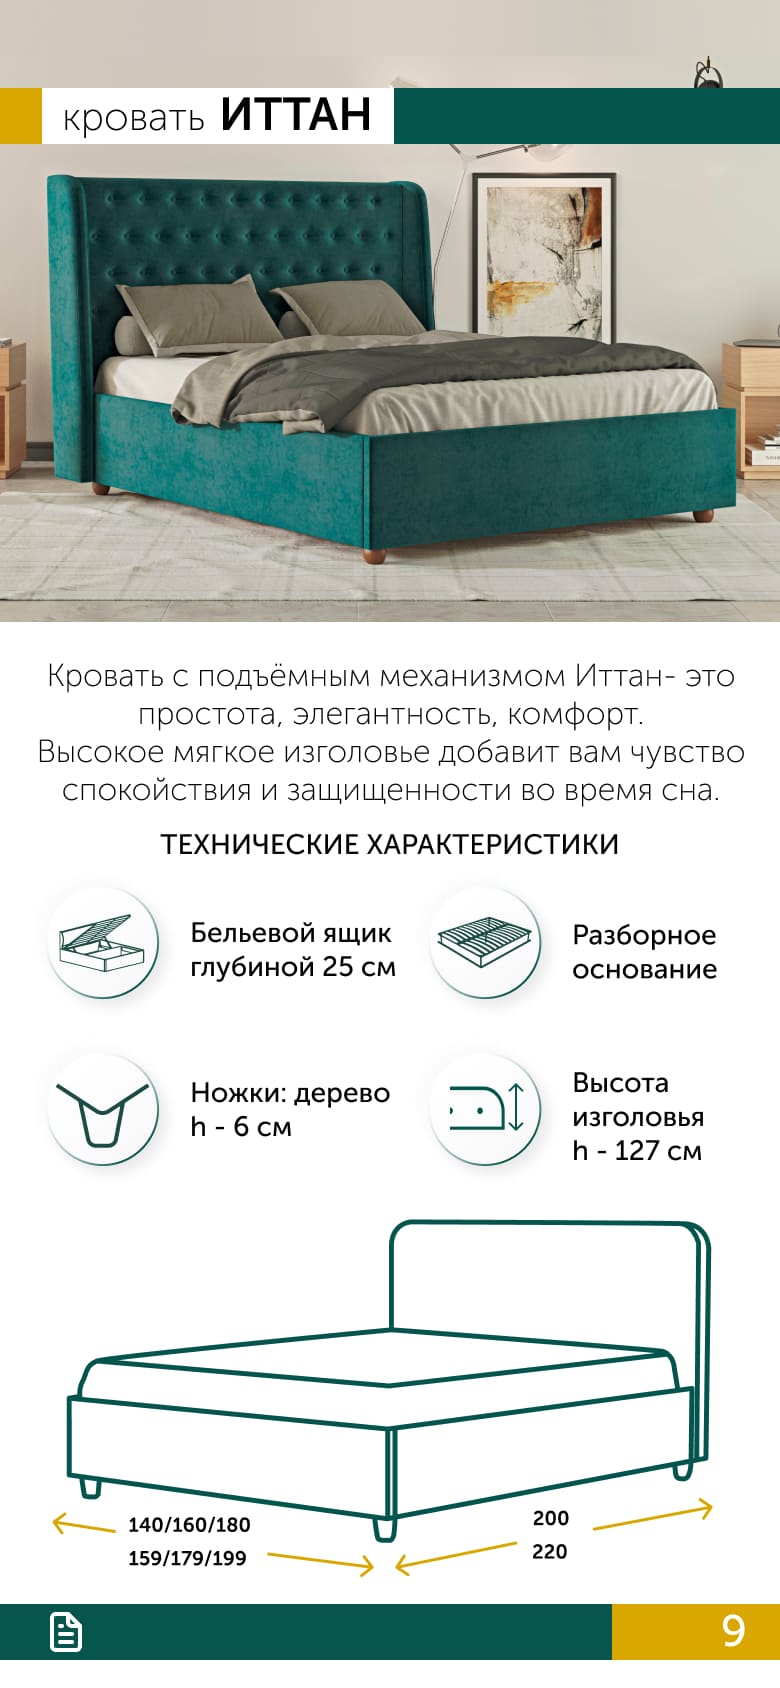 кровать ИТТАН
Кровать с подъёмным механизмом Иттан- это
простота, элегантность, комфорт.
Высокое мягкое изголовье добавит вам чувство
спокойствия и защищенности во время сна.
ТЕХНИЧЕСКИЕ ХАРАКТЕРИСТИКИ
Бельевой ящик
глубиной 25 см
Разборное
основание
Ножки: дерево
h - 6 см
Высота
изголовья
h - 127 см
140/160/180
159/179/199
200
220
9